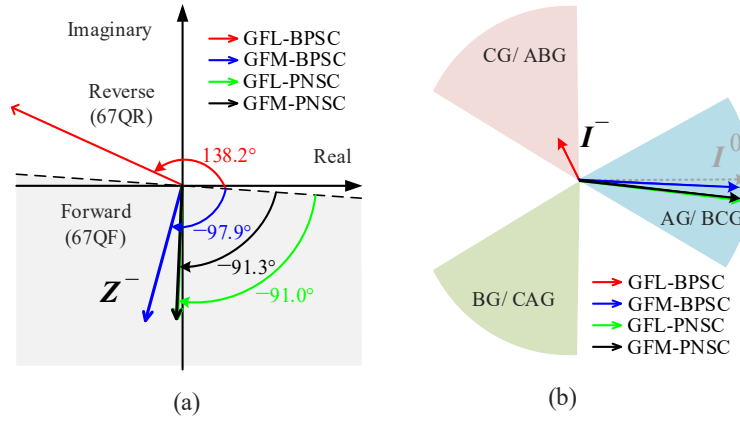 Imaginary
GFL-BPSC
GFM-BPSC
GFL-PNSC
GFM-PNSC
Reverse
(67QR)
138.2°
Real
Forward
(67QF)
−97.9°
−91.3°
−91.0°
Z−
(a)
CG/ ABG
I−
I0
AG/ BCG
BG/ CAG
GFL-BPSC
GFM-BPSC
GFL-PNSC
GFM-PNSC
(b)